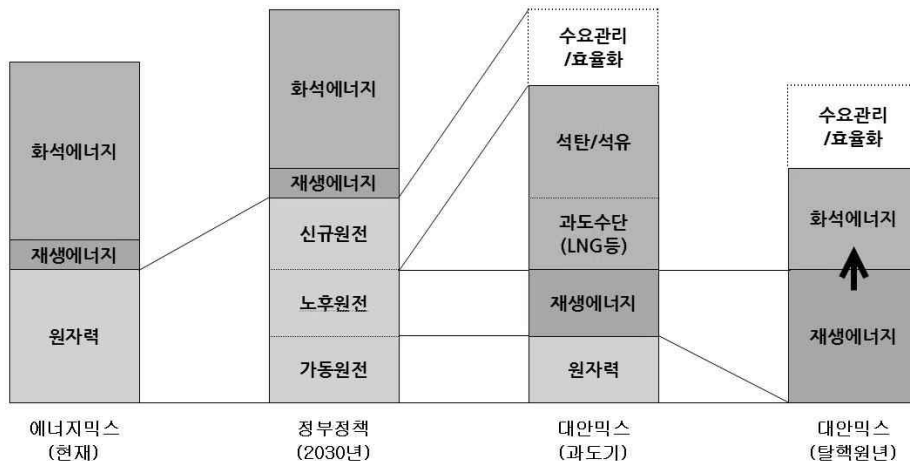 화석에너지
재생에너지
원자력
에너지믹스
(현재)
화석에너지
재생에너지
신규원전
노후원전
가동원전
정부정책
(2030년)
수요관리
/효율화
석탄/석유
과도수단
(LNG등)
재생에너지
원자력
대안믹스
(과도기)
수요관리
/효율화
화석에너지
재생에너지
대안믹스
(탈핵원년)